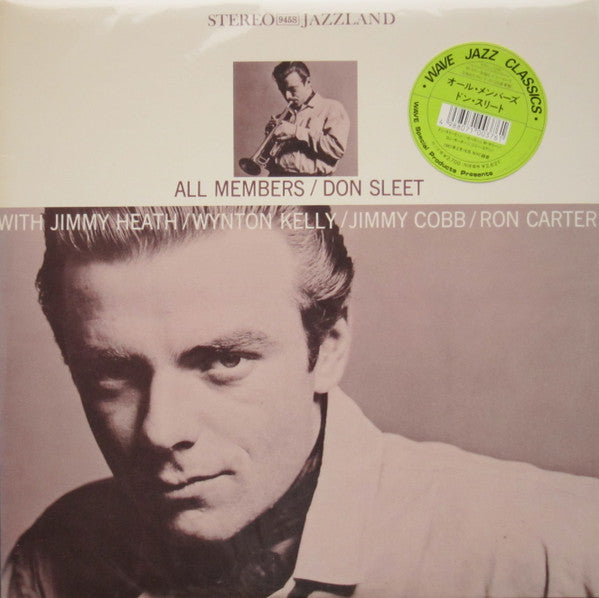 STEREO 9458 JAZZLAND
• WAVE JAZZ CLASSICS •
オール・メンバーズ
ドン・スリート
WAVE Special Products Presents
ALL MEMBERS / DON SLEET
WITH JIMMY HEATH / WYNTON KELLY / JIMMY COBB / RON CARTER